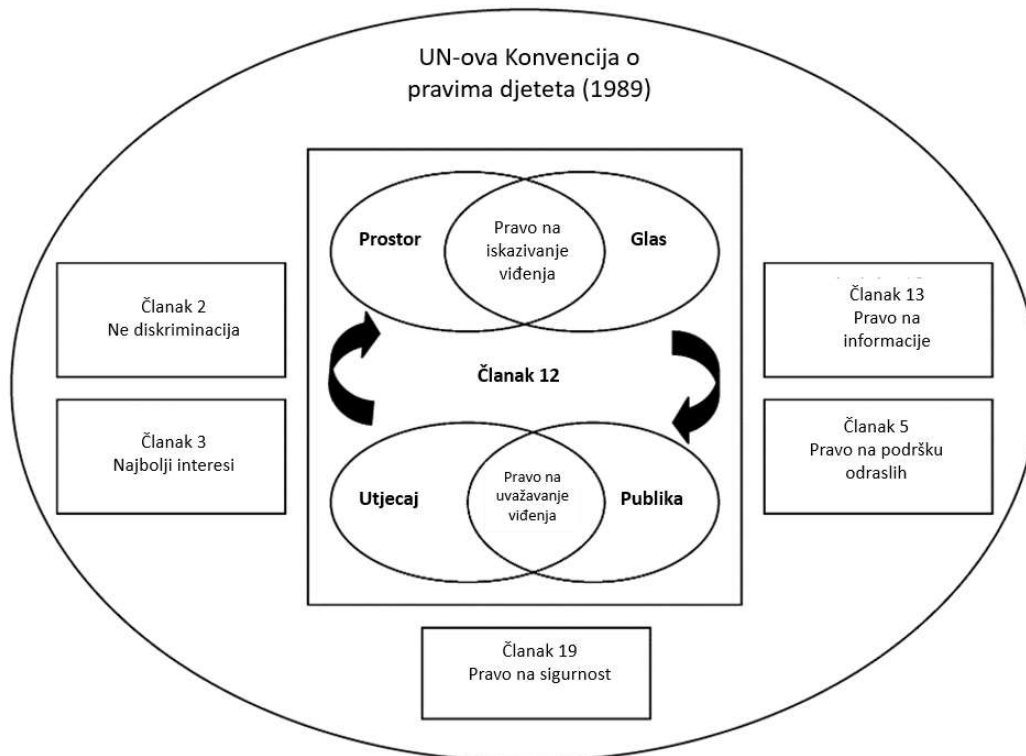 UN-ova Konvencija o
pravima djeteta (1989)
Prostor
Pravo na
iskazivanje
viđenja
Glas
Članak 2
Ne diskriminacija
Članak 13
Pravo na
informacije
Članak 12
Članak 3
Najbolji interesi
Članak 5
Pravo na podršku
odraslih
Utjecaj
Pravo na
uvažavanje
viđenja
Publika
Članak 19
Pravo na sigurnost